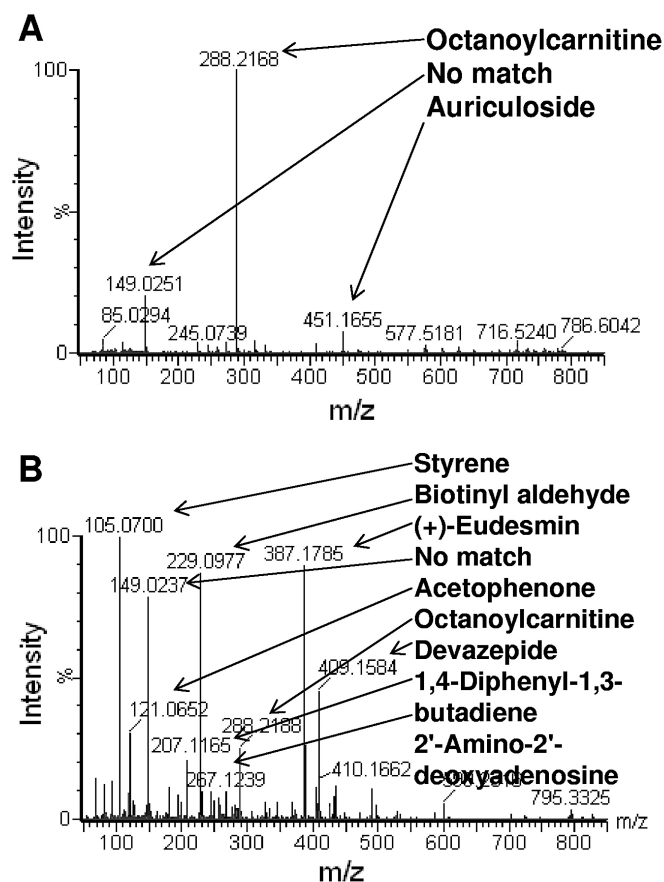 A
Octanoylcarnitine
No match
Auriculoside
288.2168
100
Intensity
%
149.0251
85.0294
245.0739
451.1655
577.5181
716.5240
786.6042
0
100 200 300 400 500 600 700 800
m/z
B
Styrene
Biotinyl aldehyde
(+)-Eudesmin
No match
Acetophenone
Octanoylcarnitine
Devazepide
1,4-Diphenyl-1,3-
butadiene
2'-Amino-2'-
deoxyadenosine
105.0700
100
229.0977
387.1785
149.0237
Intensity
%
409.1584
121.0652
288.2188
207.1165
267.1239
410.1662
795.3325
0
m/z
100 200 300 400 500 600 700 800
m/z